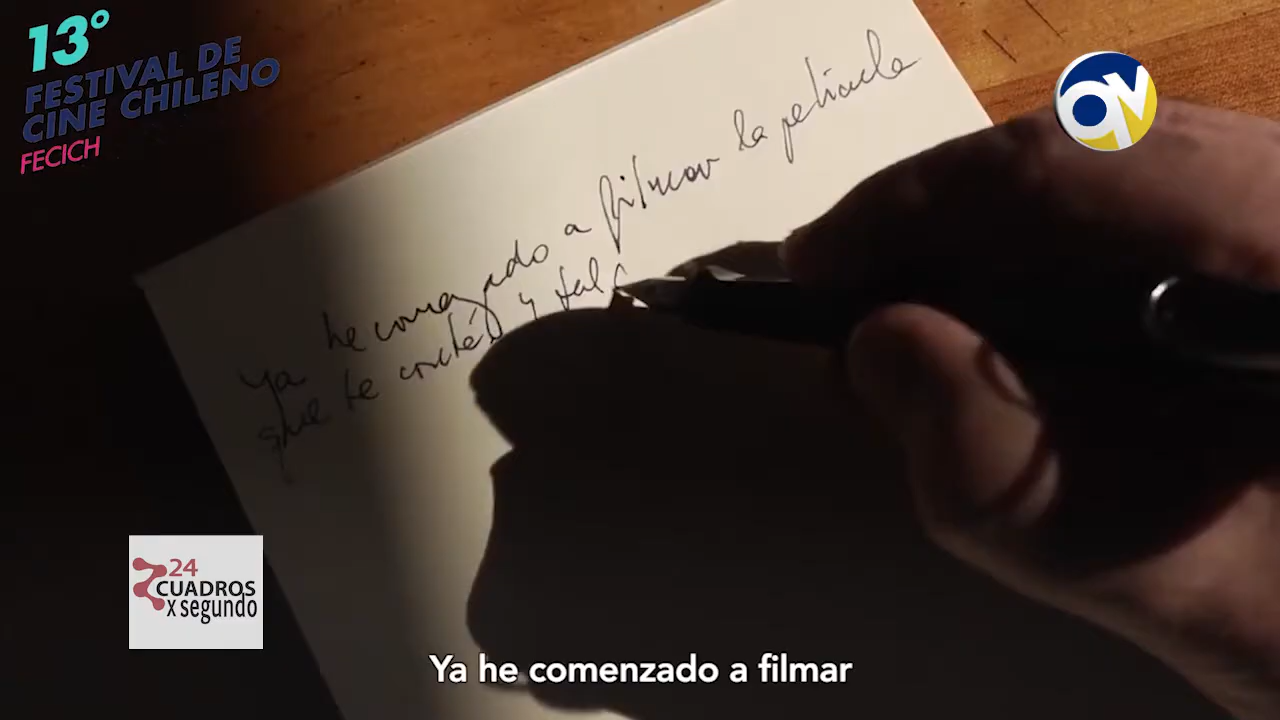 13°
FESTIVAL DE
CINE CHILENO
FECICH
Ya he comenzado a filmar la película
que te conté y
24
CUADROS
x segundo
Ya he comenzado a filmar